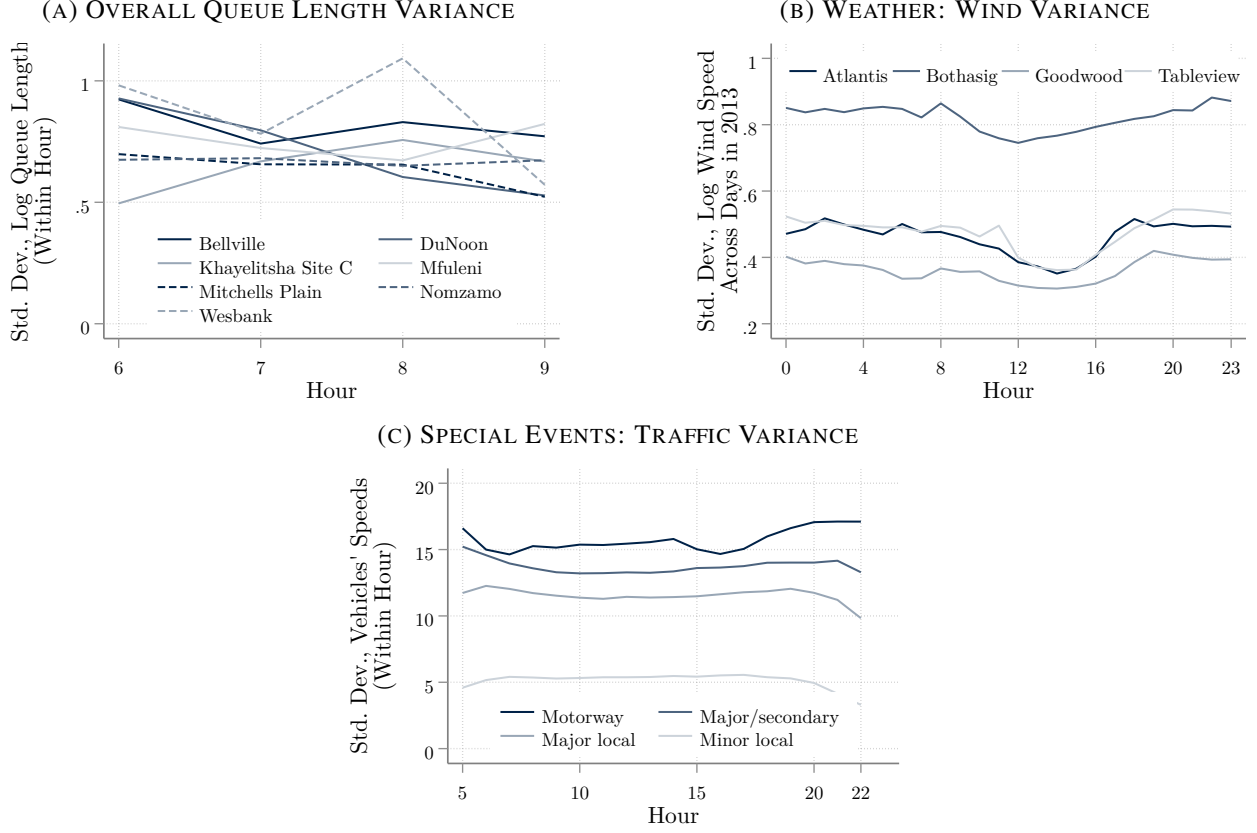 (A) OVERALL QUEUE LENGTH VARIANCE
Std. Dev., Log Queue Length
(Within Hour)
1
.5
0
Bellville
DuNoon
Khayelitsha Site C
Mfuleni
Mitchells Plain
Nomzamo
Wesbank
6 7 8 9
Hour
(B) WEATHER: WIND VARIANCE
Std. Dev., Log Wind Speed
Across Days in 2013
1
.8
.6
.4
.2
Atlantis Bothasig Goodwood Tableview
0 4 8 12 16 20 23
Hour
(C) SPECIAL EVENTS: TRAFFIC VARIANCE
Std. Dev., Vehicles' Speeds
(Within Hour)
20
15
10
5
0
Motorway
Major/secondary
Major local
Minor local
5 10 15 20 22
Hour